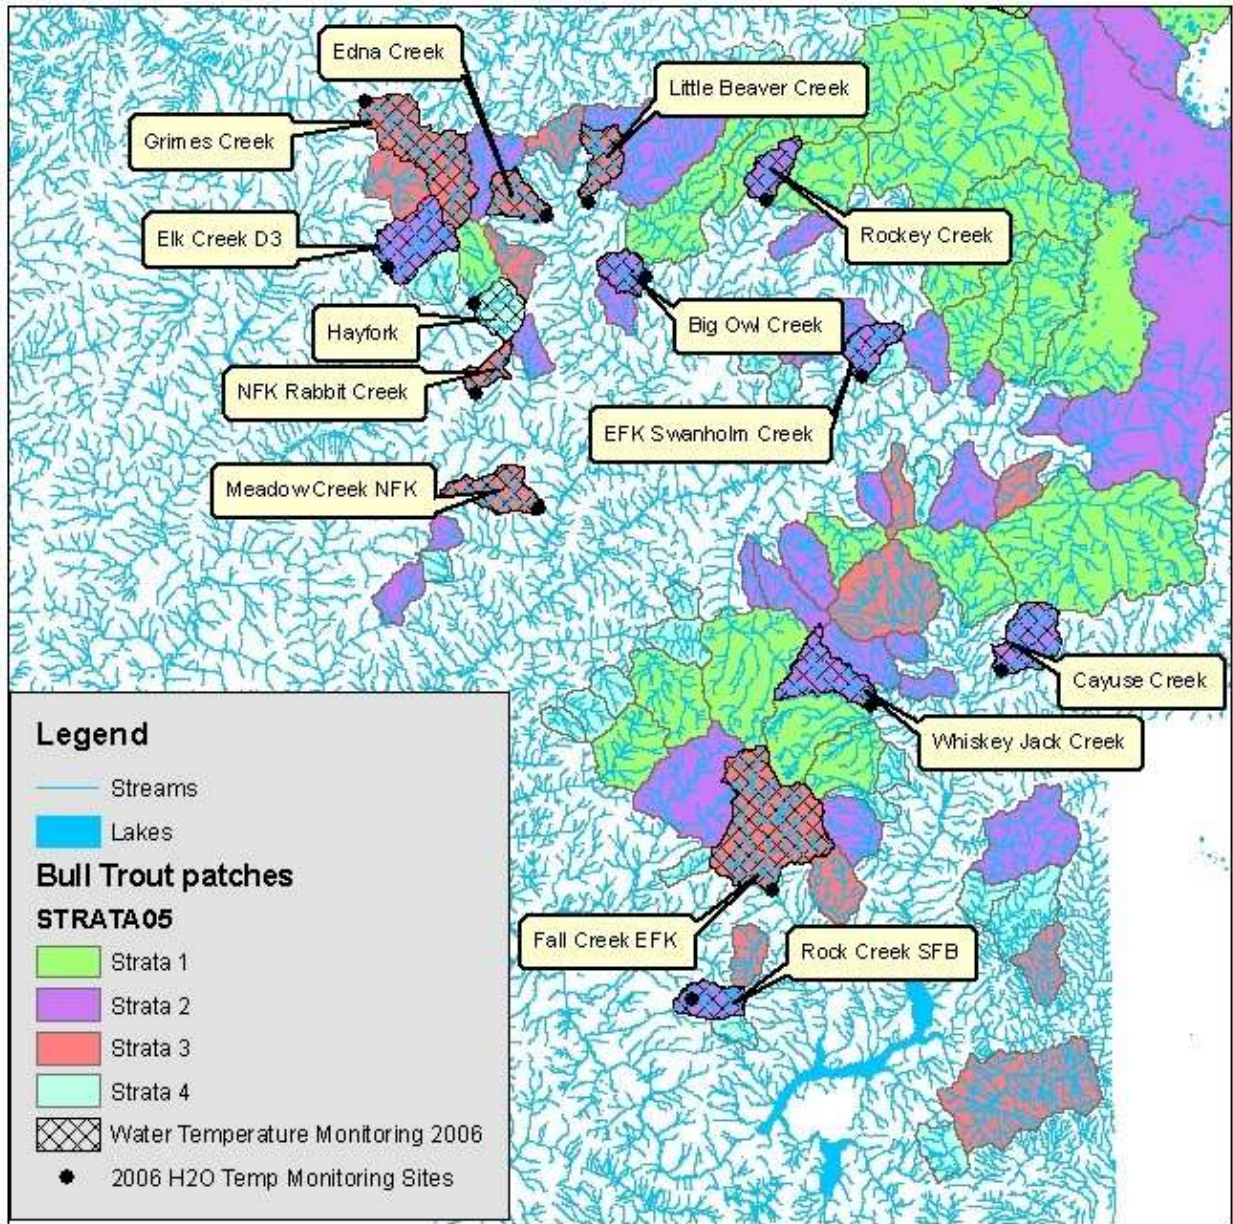 Edna Creek
Little Beaver Creek
Grimes Creek
Elk Creek D3
Rockey Creek
Hayfork
Big Owl Creek
NFK Rabbit Creek
EFK Swanholm Creek
Meadow Creek NFK
Cayuse Creek
Whiskey Jack Creek
Fall Creek EFK
Rock Creek SFB
Legend
Streams
Lakes
Bull Trout patches
STRATA05
Strata 1
Strata 2
Strata 3
Strata 4
Water Temperature Monitoring 2006
2006 H2O Temp Monitoring Sites